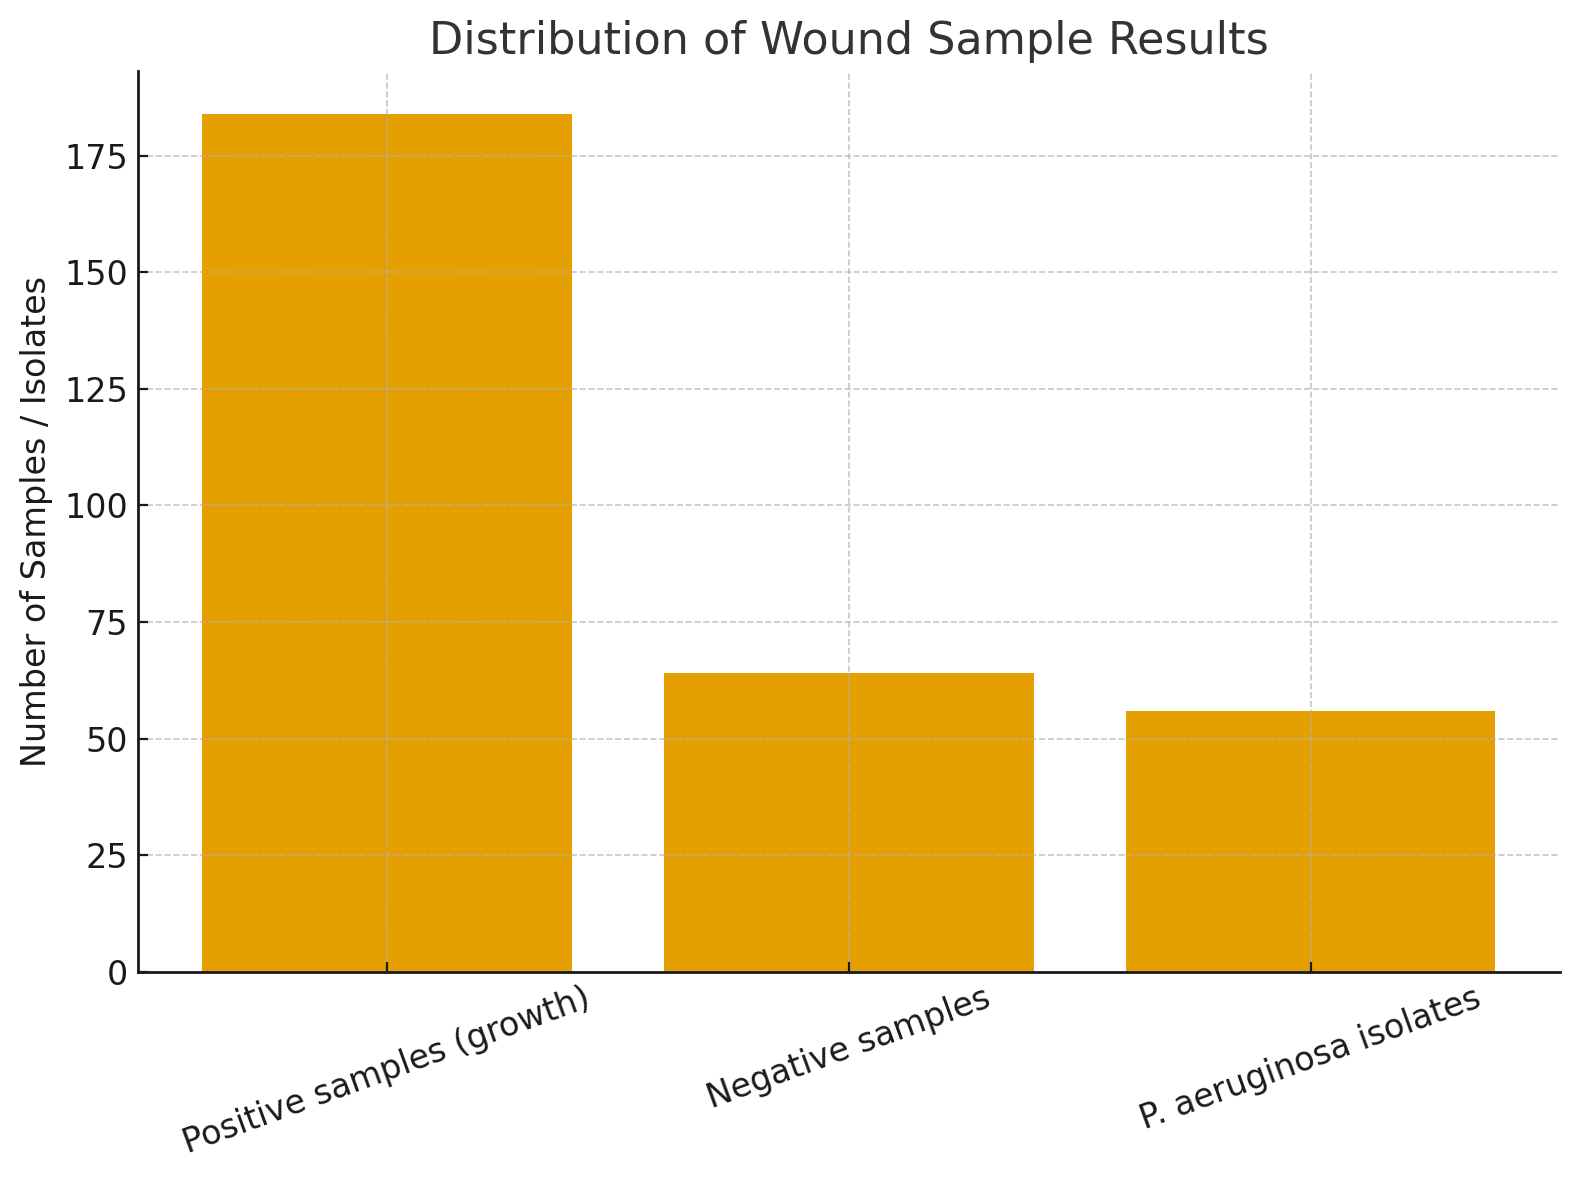 Distribution of Wound Sample Results
Number of Samples / Isolates
175
150
125
100
75
50
25
0
Positive samples (growth)
Negative samples
P. aeruginosa isolates